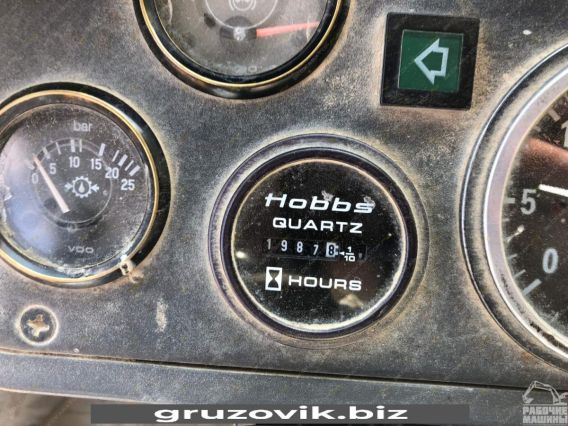 bar
0 5 10 15 20 25
VDO
VDO
Hobbs
QUARTZ
19878 1/10
HOURS
5
0
gruzovik.biz
РАБОЧИЕ
МАШИНЫ